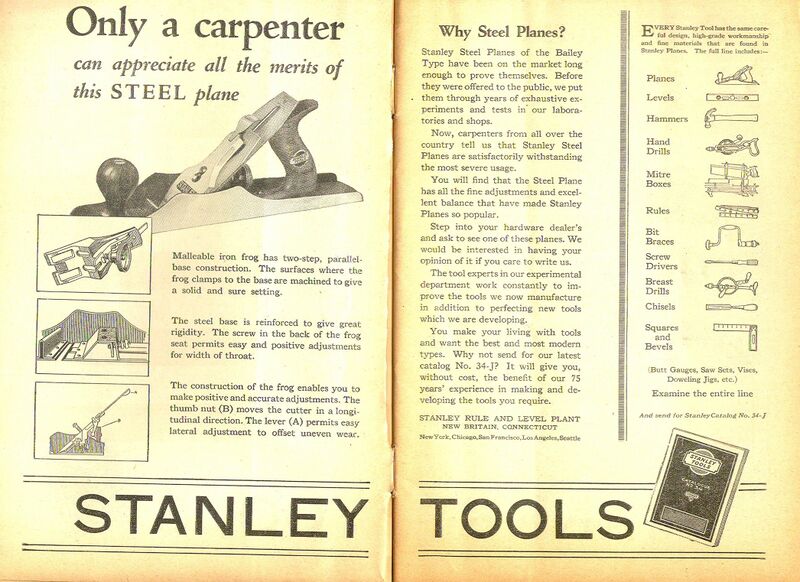 Only a carpenter
can appreciate all the merits of
this STEEL plane
Malleable iron frog has two-step, parallel-
base construction. The surfaces where the
frog clamps to the base are machined to give
a solid and sure setting.
The steel base is reinforced to give great
rigidity. The screw in the back of the frog
seat permits easy and positive adjustments
for width of throat.
The construction of the frog enables you to
make positive and accurate adjustments. The
thumb nut (B) moves the cutter in a longi-
tudinal direction. The lever (A) permits easy
lateral adjustment to offset uneven wear.
Why Steel Planes?
Stanley Steel Planes of the Bailey
Type have been on the market long
enough to prove themselves. Before
they were offered to the public, we put
them through years of exhaustive ex-
periments and tests in our labora-
tories and shops.
Now, carpenters from all over the
country tell us that Stanley Steel
Planes are satisfactorily withstanding
the most severe usage.
You will find that the Steel Plane
has all the fine adjustments and excel-
lent balance that have made Stanley
Planes so popular.
Step into your hardware dealer's
and ask to see one of these planes. We
would be interested in having your
opinion of it if you care to write us.
The tool experts in our experimental
department work constantly to im-
prove the tools we now manufacture
in addition to perfecting new tools
which we are developing.
You make your living with tools
and want the best and most modern
types. Why not send for our latest
catalog No. 34-J? It will give you,
without cost, the benefit of our 75
years' experience in making and de-
veloping the tools you require.
STANLEY RULE AND LEVEL PLANT
NEW BRITAIN, CONNECTICUT
New York, Chicago, San Francisco, Los Angeles, Seattle
EVERY Stanley Tool has the same care-
ful design, high-grade workmanship
and fine materials that are found in
Stanley Planes. The full line includes:—
Planes
Levels
Hammers
Hand
Drills
Mitre
Boxes
Rules
Bit
Braces
Screw
Drivers
Breast
Drills
Chisels
Squares
and
Bevels
(Butt Gauges, Saw Sets, Vises,
Doweling Jigs, etc.)
Examine the entire line
And send for Stanley Catalog No. 34-J
STANLEY
TOOLS
STANLEY TOOLS